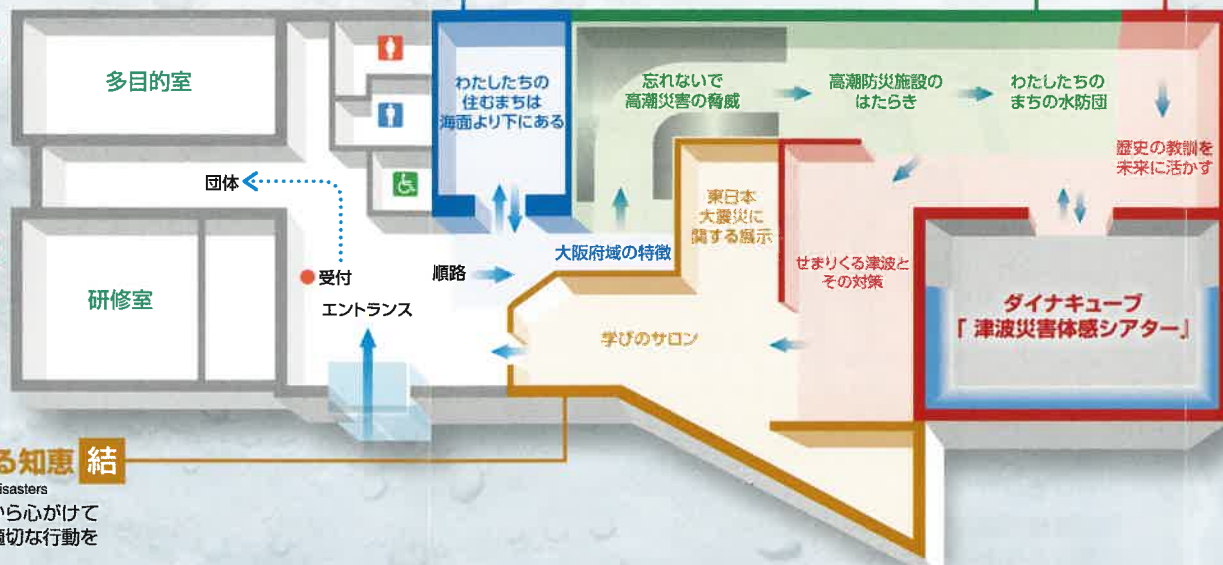 多目的室
わたしたちの
住むまちは
海面より下にある
忘れないで
高潮災害の脅威
高潮防災施設の
はたらき
わたしたちの
まちの水防団
歴史の教訓を
未来に活かす
団体
東日本
大震災に
関する展示
大阪府域の特徴
せまりくる津波と
その対策
受付
順路
研修室
エントランス
ダイナキューブ
「津波災害体感シアター」
学びのサロン
る知恵 結
isasters
から心がけて
適切な行動を